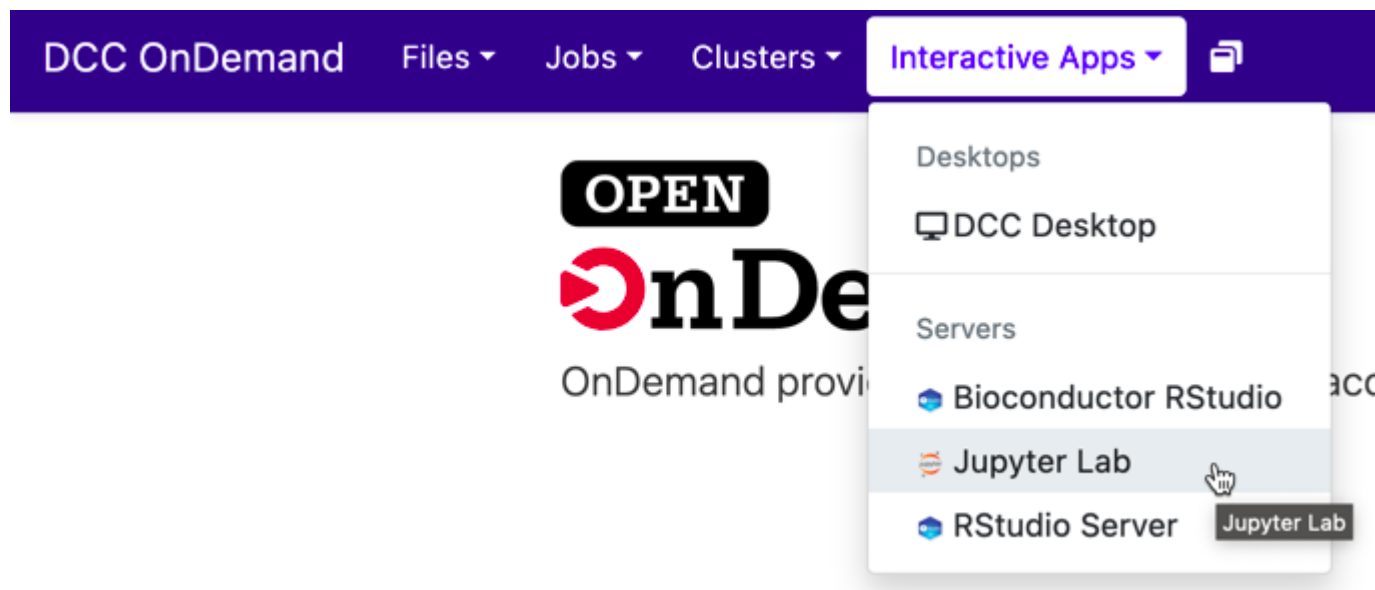 DCC OnDemand Files Jobs Clusters Interactive Apps
OPEN
OnDe
OnDemand provi
acc
Desktops
DCC Desktop
Servers
Bioconductor RStudio
Jupyter Lab
RStudio Server
Jupyter Lab